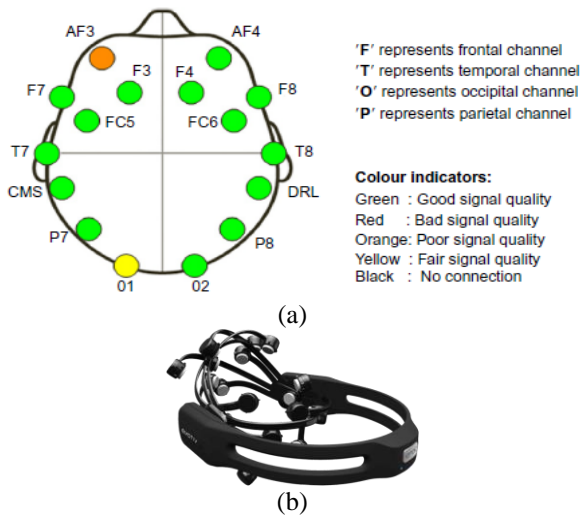 AF3
AF4
F3
F4
F7
F8
FC5
FC6
T7
T8
CMS
DRL
P7
P8
01
02
'F' represents frontal channel
'T' represents temporal channel
'O' represents occipital channel
'P' represents parietal channel
Colour indicators:
Green : Good signal quality
Red : Bad signal quality
Orange: Poor signal quality
Yellow : Fair signal quality
Black : No connection
(a)
(b)